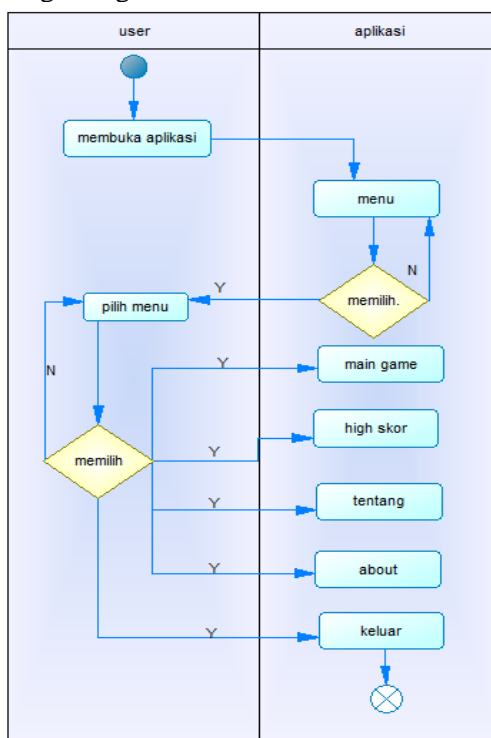 user
aplikasi
membuka aplikasi
menu
N
memilih.
Y
pilih menu
N
memilih
Y
main game
Y
high skor
Y
tentang
Y
about
Y
keluar